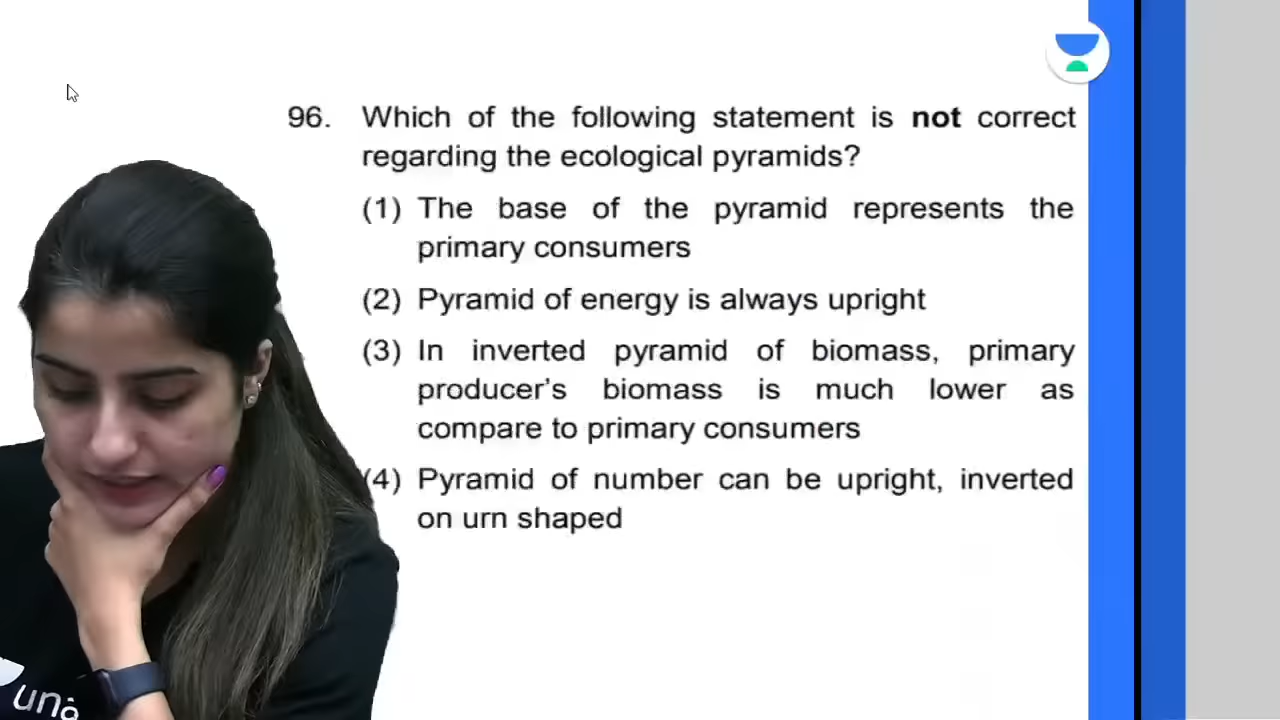 96. Which of the following statement is not correct
regarding the ecological pyramids?
(1) The base of the pyramid represents the
primary consumers
(2) Pyramid of energy is always upright
(3) In inverted pyramid of biomass, primary
producer's biomass is much lower as
compare to primary consumers
(4) Pyramid of number can be upright, inverted
on urn shaped
una